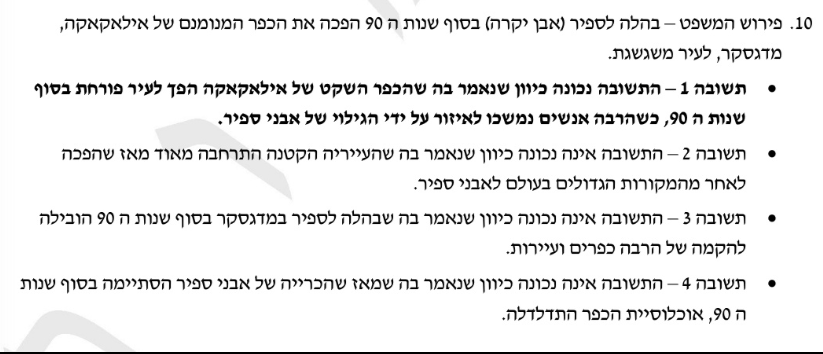 10. פירוש המשפט – בהלה לספיר (אבן יקרה) בסוף שנות ה 90 הפכה את הכפר המנומנם של אילאקאקה,
מדגסקר, לעיר משגשגת.
• תשובה 1 – התשובה נכונה כיוון שנאמר בה שהכפר השקט של אילאקאקה הפך לעיר פורחת בסוף
שנות ה 90, כשהרבה אנשים נמשכו לאיזור על ידי הגילוי של אבני ספיר.
• תשובה 2 – התשובה אינה נכונה כיוון שנאמר בה שהעייריה הקטנה התרחבה מאוד מאז שהפכה
לאחר מהמקורות הגדולים בעולם לאבני ספיר.
• תשובה 3 – התשובה אינה נכונה כיוון שנאמר בה שבהלה לספיר במדגסקר בסוף שנות ה 90 הובילה
להקמה של הרבה כפרים ועיירות.
• תשובה 4 – התשובה אינה נכונה כיוון שנאמר בה שמאז שהכרייה של אבני ספיר הסתיימה בסוף שנות
ה 90, אוכלוסיית הכפר התדלדלה.